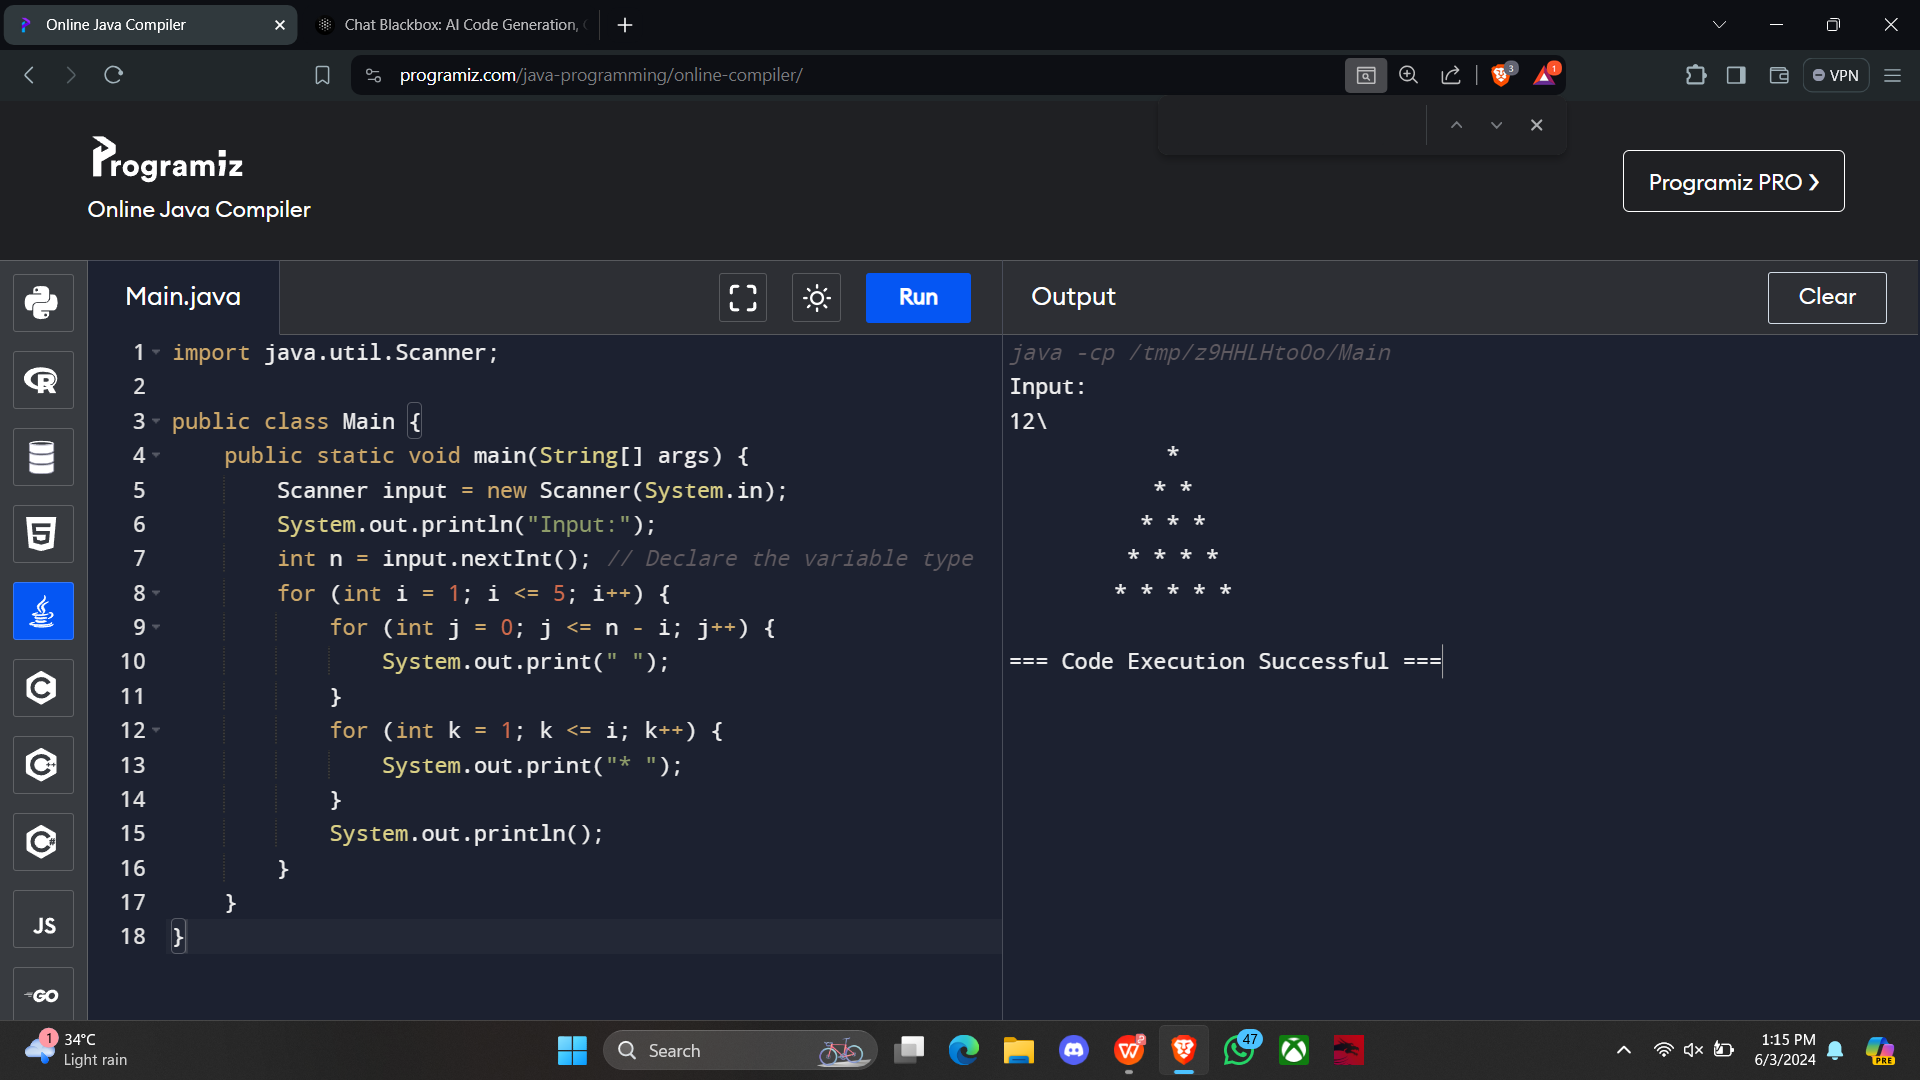 Online Java Compiler
Chat Blackbox: AI Code Generation,
programiz.com/java-programming/online-compiler/
3
1
VPN
Programiz
Online Java Compiler
Programiz PRO ❯
Main.java
Run
Output
Clear
1 import java.util.Scanner;
2
3 public class Main {
4     public static void main(String[] args) {
5         Scanner input = new Scanner(System.in);
6         System.out.println("Input:");
7         int n = input.nextInt(); // Declare the variable type
8         for (int i = 1; i <= 5; i++) {
9             for (int j = 0; j <= n - i; j++) {
10                System.out.print(" ");
11            }
12            for (int k = 1; k <= i; k++) {
13                System.out.print("* ");
14            }
15            System.out.println();
16        }
17    }
18 }
java -cp /tmp/z9HHLHtoOo/Main
Input:
12\
            *
           * *
          * * *
         * * * *
        * * * * *
=== Code Execution Successful ===
R
5
C
C++
C#
JS
GO
1
34°C
Light rain
Search
W
47
1:15 PM
6/3/2024
PRE